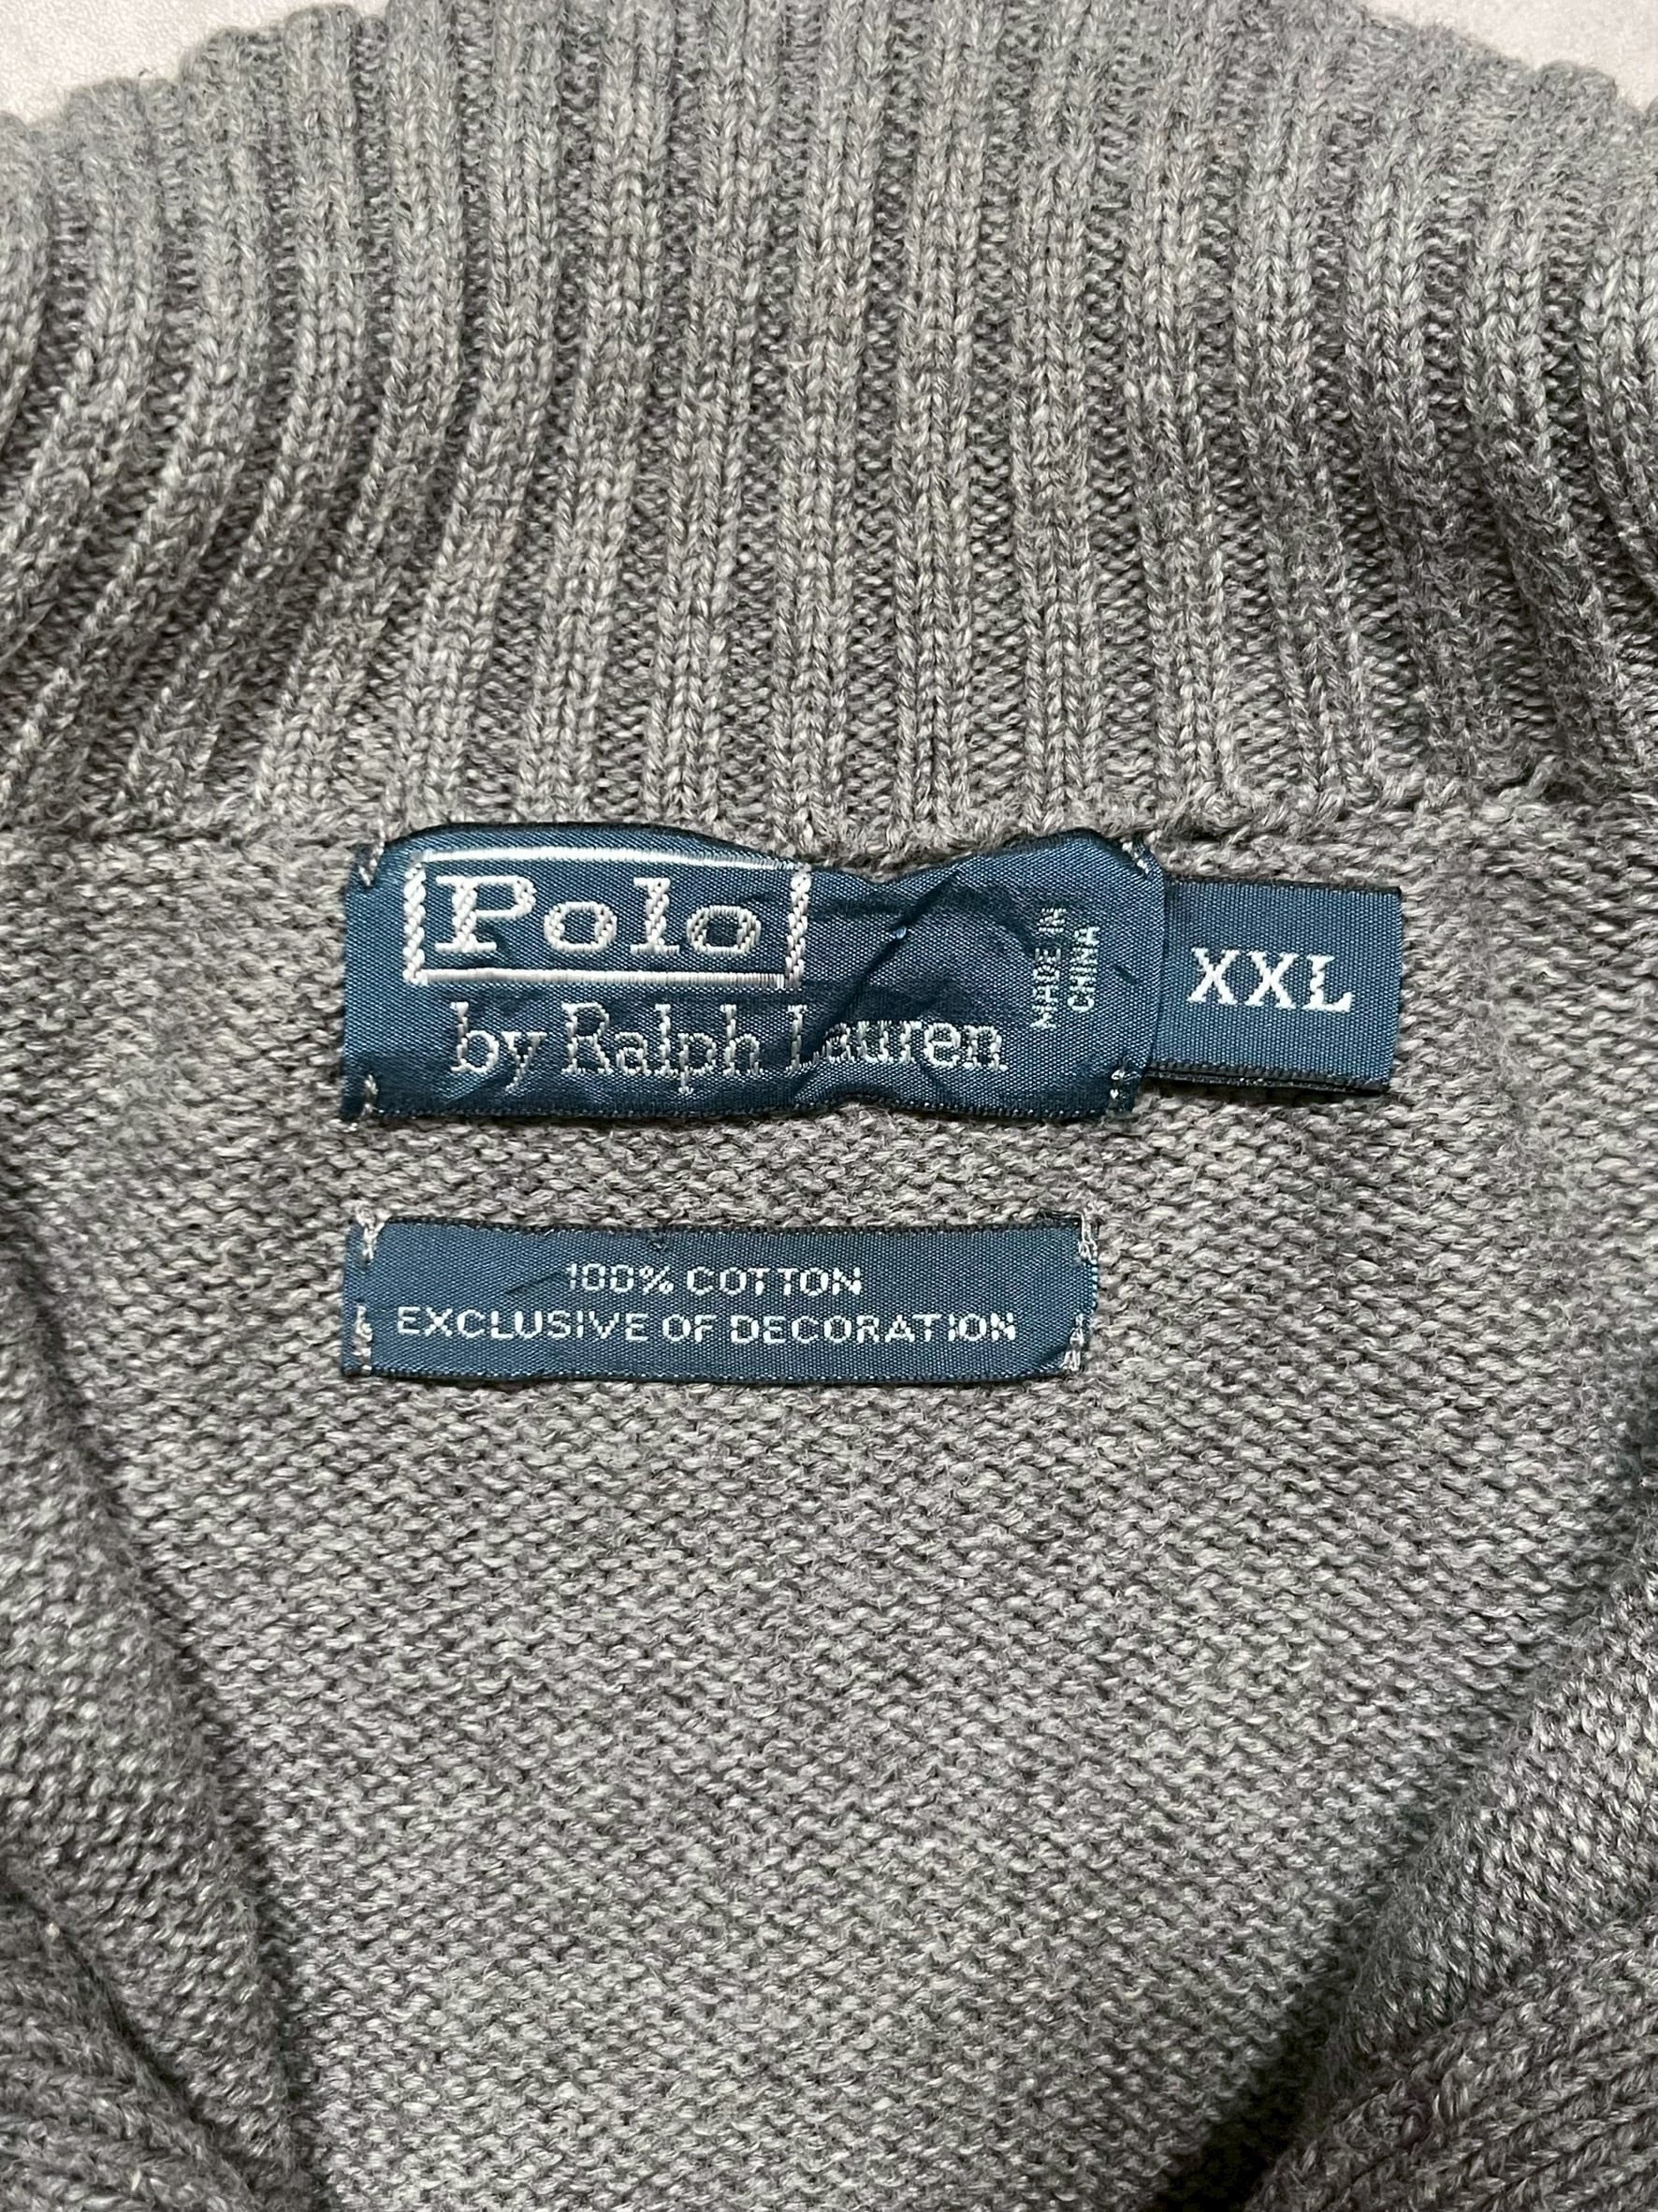 Polo
by Ralph Lauren
MADE IN
CHINA
XXL
100% COTTON
EXCLUSIVE OF DECORATION